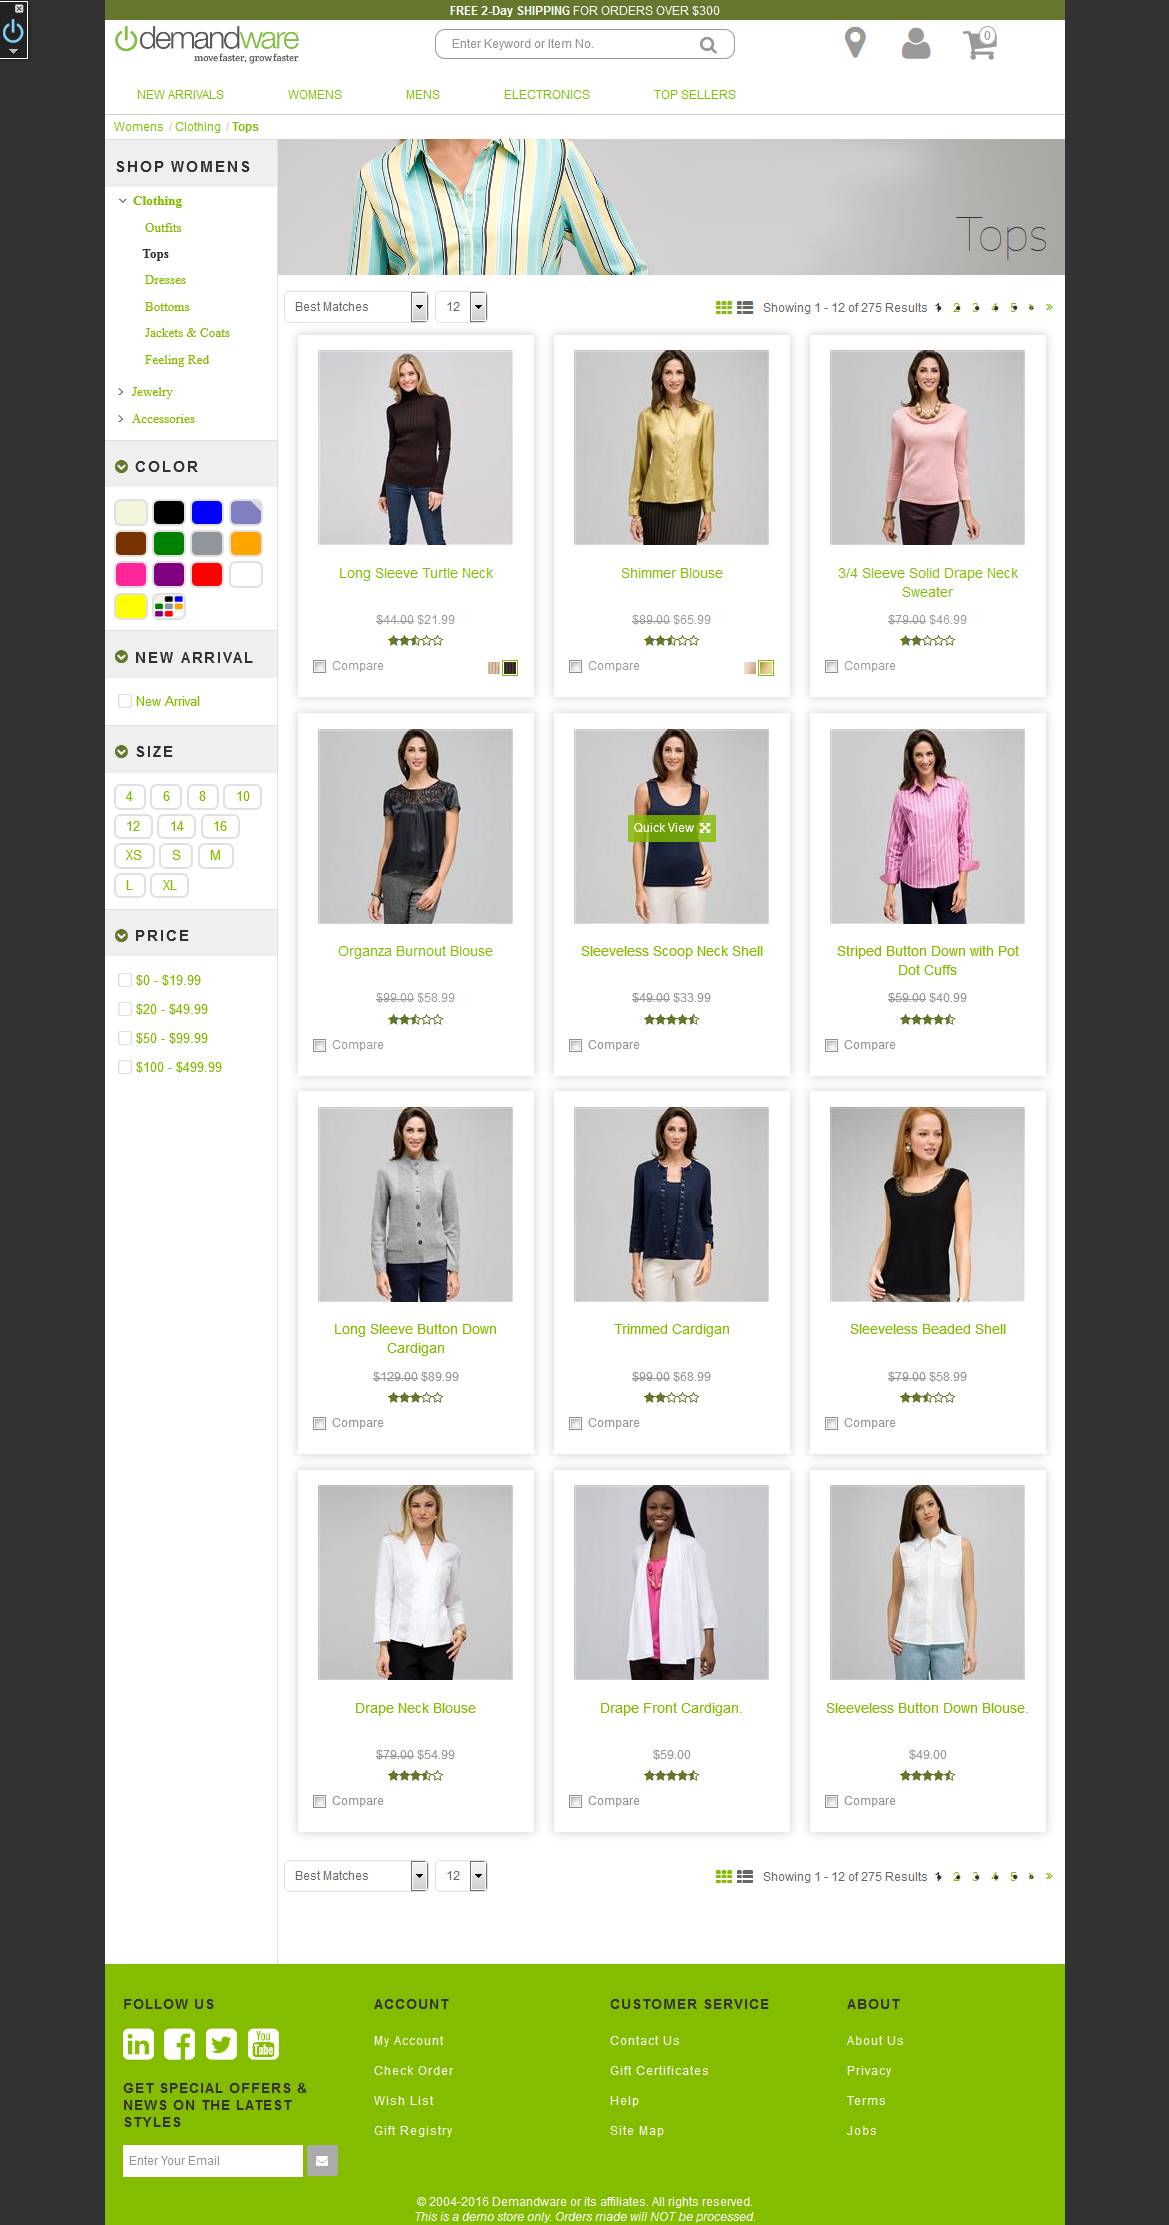 FREE 2-Day SHIPPING FOR ORDERS OVER $300
demandware
move faster, grow faster
Enter Keyword or Item No.
0
NEW ARRIVALS WOMENS MENS ELECTRONICS TOP SELLERS
Womens / Clothing / Tops
SHOP WOMENS
Clothing
Outfits
Tops
Dresses
Bottoms
Jackets & Coats
Feeling Red
Jewelry
Accessories
COLOR
NEW ARRIVAL
New Arrival
SIZE
4 6 8 10
12 14 16
XS S M
L XL
PRICE
$0 - $19.99
$20 - $49.99
$50 - $99.99
$100 - $499.99
Tops
Best Matches 12 Showing 1 - 12 of 275 Results 1 2 3 4 5 > »
Long Sleeve Turtle Neck
$44.00 $21.99
Compare
Shimmer Blouse
$89.00 $65.99
Compare
3/4 Sleeve Solid Drape Neck
Sweater
$79.00 $46.99
Compare
Organza Burnout Blouse
$99.00 $58.99
Compare
Quick View
Sleeveless Scoop Neck Shell
$49.00 $33.99
Compare
Striped Button Down with Pot
Dot Cuffs
$59.00 $40.99
Compare
Long Sleeve Button Down
Cardigan
$129.00 $89.99
Compare
Trimmed Cardigan
$99.00 $68.99
Compare
Sleeveless Beaded Shell
$79.00 $58.99
Compare
Drape Neck Blouse
$79.00 $54.99
Compare
Drape Front Cardigan.
$59.00
Compare
Sleeveless Button Down Blouse.
$49.00
Compare
Best Matches 12 Showing 1 - 12 of 275 Results 1 2 3 4 5 > »
FOLLOW US
in f You Tube
GET SPECIAL OFFERS &
NEWS ON THE LATEST
STYLES
Enter Your Email
ACCOUNT
My Account
Check Order
Wish List
Gift Registry
CUSTOMER SERVICE
Contact Us
Gift Certificates
Help
Site Map
ABOUT
About Us
Privacy
Terms
Jobs
© 2004-2016 Demandware or its affiliates. All rights reserved.
This is a demo store only. Orders made will NOT be processed.